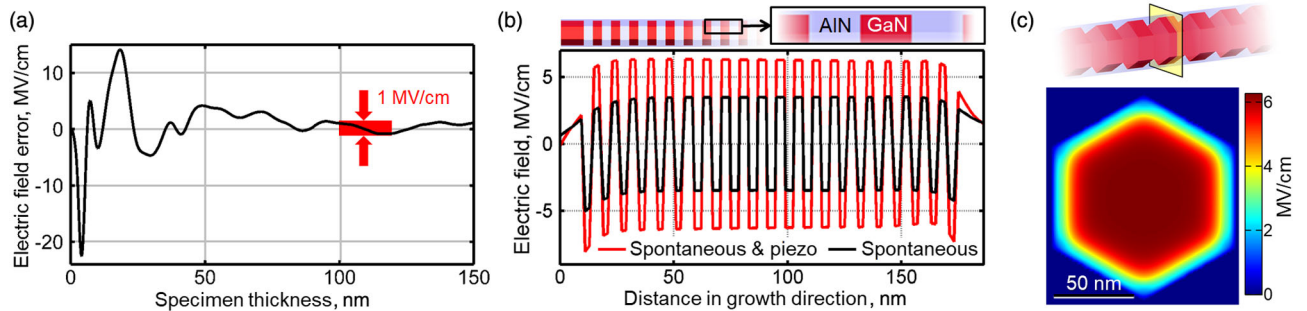 (a)
Electric field error, MV/cm
10
0
-10
-20
1 MV/cm
0
50
100
150
Specimen thickness, nm
(b)
AlN
GaN
Electric field, MV/cm
5
0
-5
Spontaneous & piezo
Spontaneous
0
50
100
150
Distance in growth direction, nm
(c)
50 nm
6
4
2
0
MV/cm